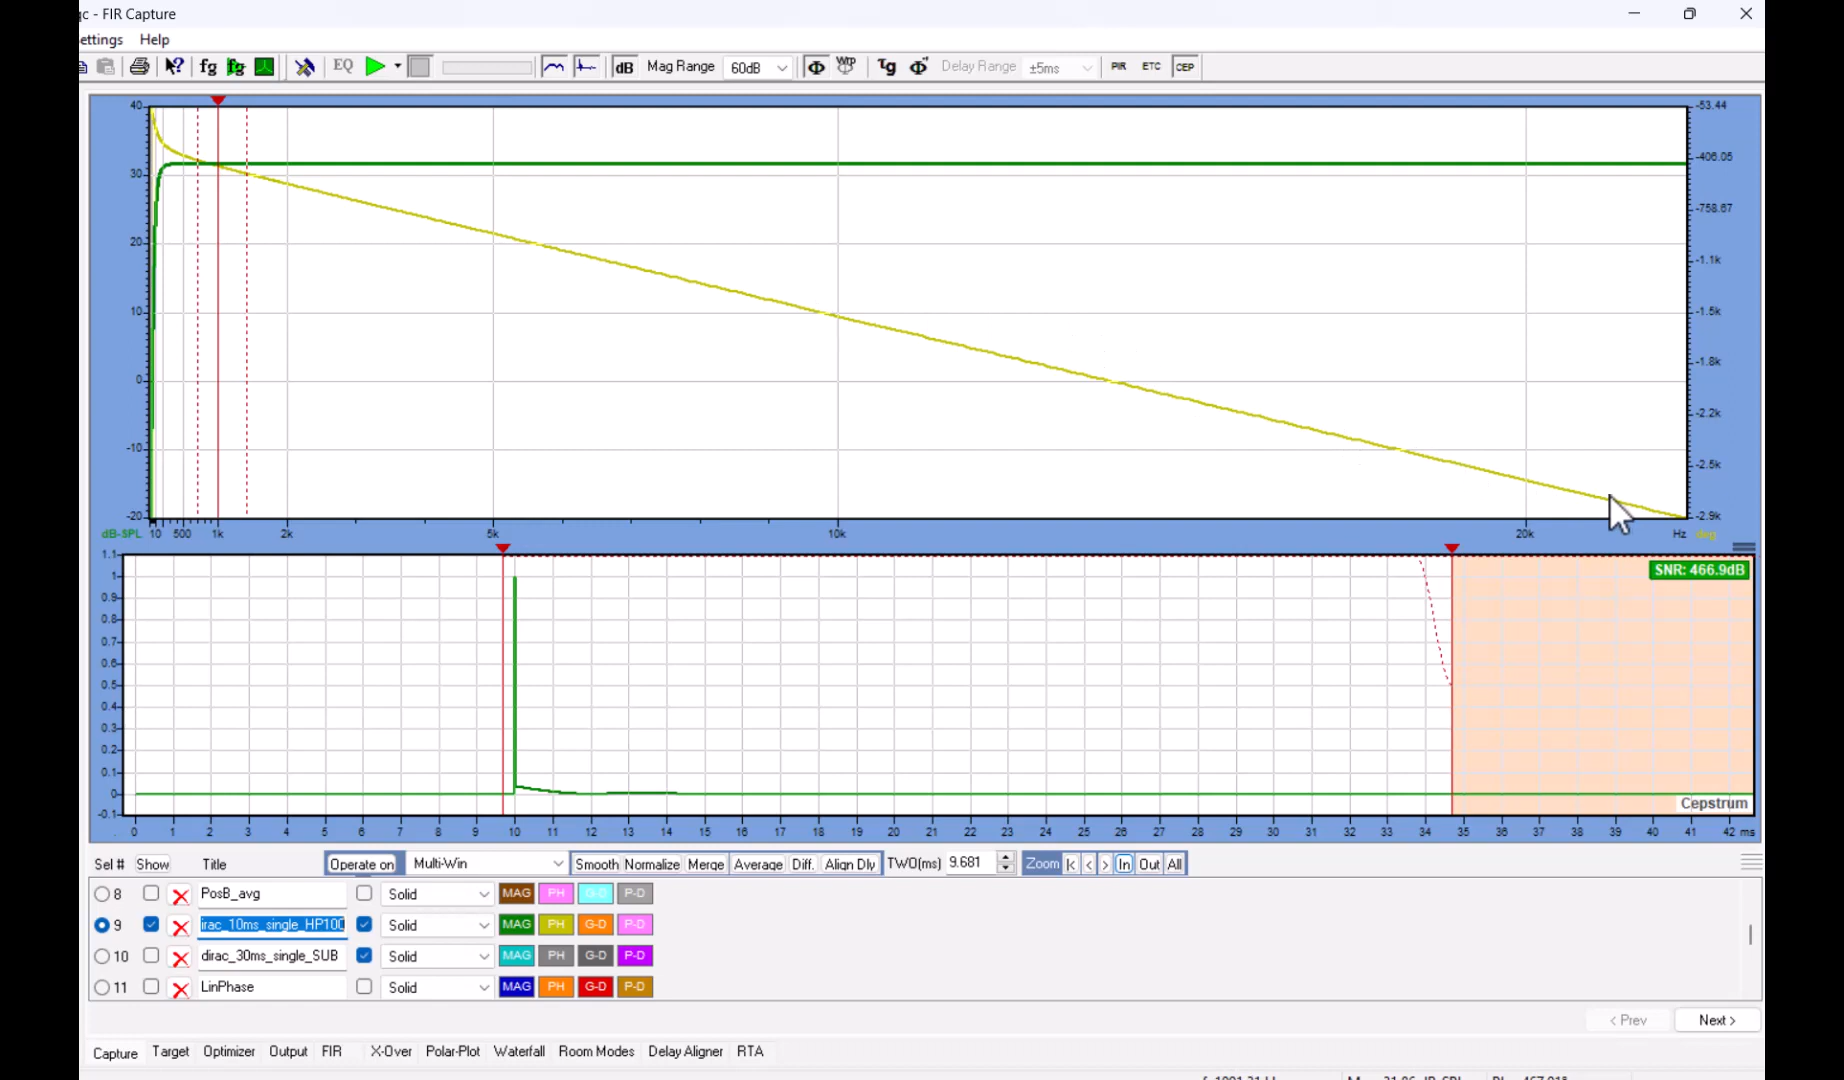 qc - FIR Capture
ettings Help
EQ dB Mag Range 60dB Φ Wrp τg Φ Delay Range ±5ms PIR ETC CEP
40
30
20
10
0
-10
-20
-53.44
-406.05
-758.67
-1.1k
-1.5k
-1.8k
-2.2k
-2.5k
-2.9k
dB-SPL 10 500 1k 2k 5k 10k 20k Hz deg
1.1
1
0.9
0.8
0.7
0.6
0.5
0.4
0.3
0.2
0.1
0
-0.1
SNR: 466.9dB
Cepstrum
0 1 2 3 4 5 6 7 8 9 10 11 12 13 14 15 16 17 18 19 20 21 22 23 24 25 26 27 28 29 30 31 32 33 34 35 36 37 38 39 40 41 42 ms
Sel # Show Title Operate on Multi-Win Smooth Normalize Merge Average Diff. Align Dly TWO(ms) 9.681 Zoom |< < > In Out All
8 PosB_avg Solid MAG PH G-D P-D
9 irac_10ms_single_HP100 Solid MAG PH G-D P-D
10 dirac_30ms_single_SUB Solid MAG PH G-D P-D
11 LinPhase Solid MAG PH G-D P-D
< Prev Next >
Capture Target Optimizer Output FIR X-Over Polar-Plot Waterfall Room Modes Delay Aligner RTA